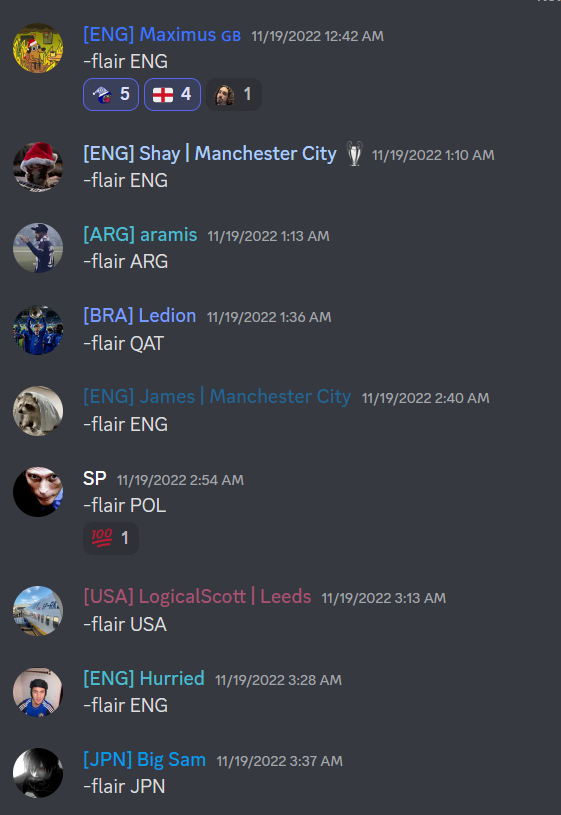 [ENG] Maximus GB 11/19/2022 12:42 AM
-flair ENG
5 4 1
[ENG] Shay | Manchester City 11/19/2022 1:10 AM
-flair ENG
[ARG] aramis 11/19/2022 1:13 AM
-flair ARG
[BRA] Ledion 11/19/2022 1:36 AM
-flair QAT
[ENG] James | Manchester City 11/19/2022 2:40 AM
-flair ENG
SP 11/19/2022 2:54 AM
-flair POL
100 1
[USA] LogicalScott | Leeds 11/19/2022 3:13 AM
-flair USA
[ENG] Hurried 11/19/2022 3:28 AM
-flair ENG
[JPN] Big Sam 11/19/2022 3:37 AM
-flair JPN